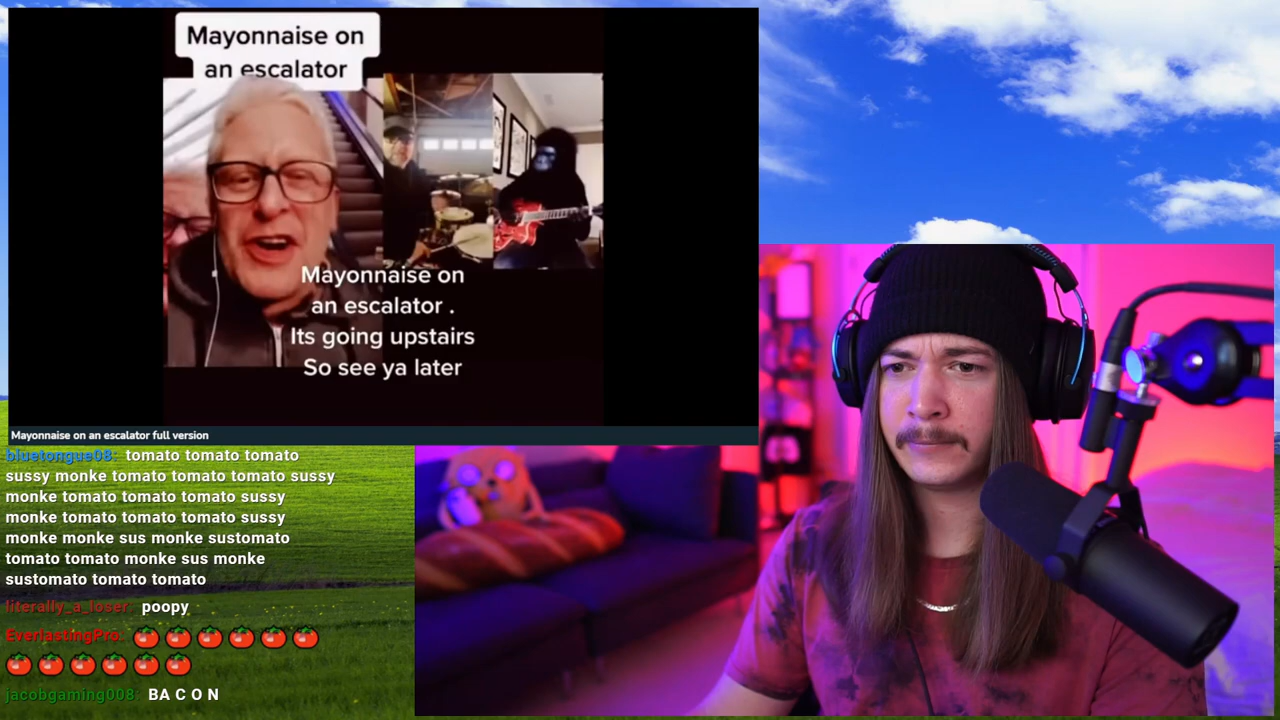 Mayonnaise on
an escalator
Mayonnaise on
an escalator .
Its going upstairs
So see ya later
Mayonnaise on an escalator full version
bluetongue08: tomato tomato tomato
sussy monke tomato tomato tomato sussy
monke tomato tomato tomato sussy
monke tomato tomato tomato sussy
monke monke sus monke sustomato
tomato tomato monke sus monke
sustomato tomato tomato
literally_a_loser: poopy
EverlastingPro: 🍅 🍅 🍅 🍅 🍅 🍅
🍅 🍅 🍅 🍅 🍅 🍅
jacobgaming008: BA C O N